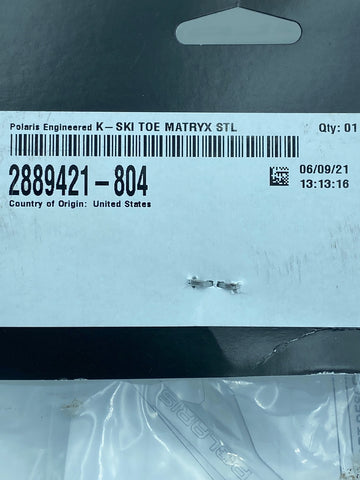 Polaris Engineered K- SKI TOE MATRYX STL Qty: 01
2889421-804
06/09/21
Country of Origin: United States
13:13:16
POLARIS